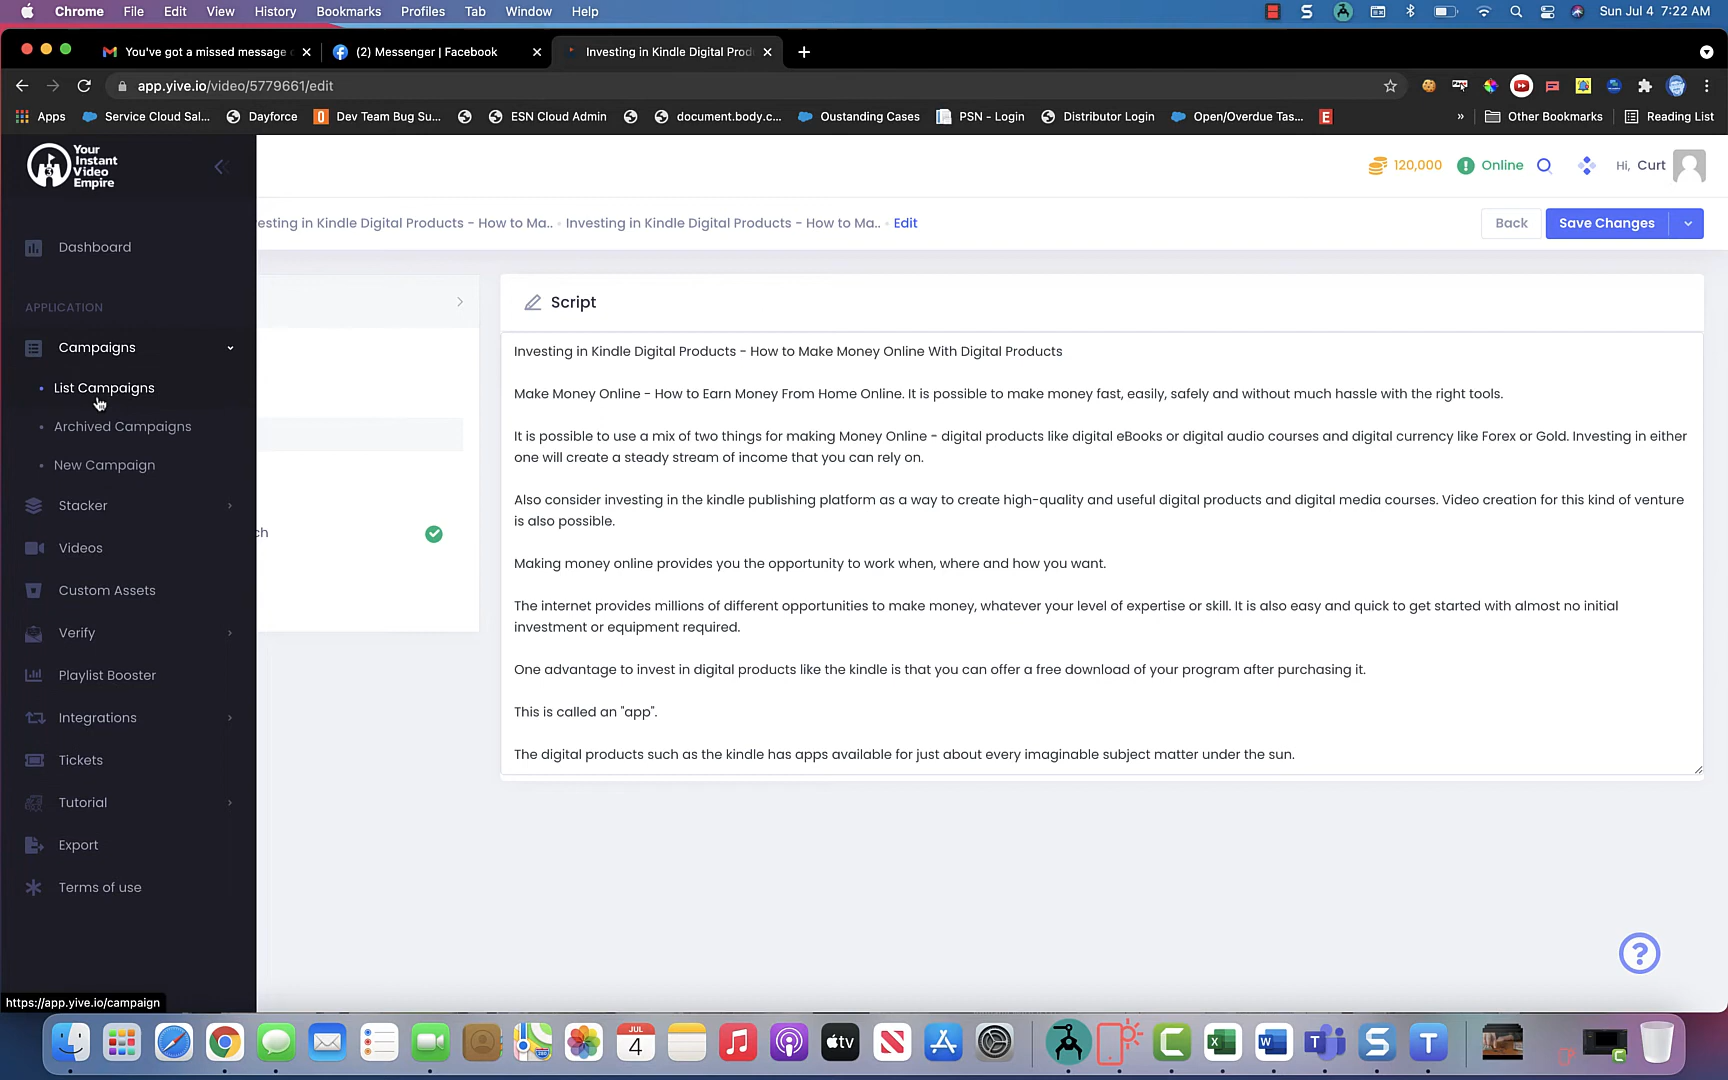 Chrome File Edit View History Bookmarks Profiles Tab Window Help
Sun Jul 4 7:22 AM
You've got a missed message
(2) Messenger | Facebook
Investing in Kindle Digital Prod
app.yive.io/video/5779661/edit
Apps
Service Cloud Sal...
Dayforce
Dev Team Bug Su...
ESN Cloud Admin
document.body.c...
Oustanding Cases
PSN - Login
Distributor Login
Open/Overdue Tas...
E
»
Other Bookmarks
Reading List
Your
Instant
Video
Empire
120,000
Online
Hi, Curt
esting in Kindle Digital Products - How to Ma..
Investing in Kindle Digital Products - How to Ma..
Edit
Back
Save Changes
Dashboard
APPLICATION
Campaigns
List Campaigns
Archived Campaigns
New Campaign
Stacker
Videos
Custom Assets
Verify
Playlist Booster
Integrations
Tickets
Tutorial
Export
Terms of use
ch
Script
Investing in Kindle Digital Products - How to Make Money Online With Digital Products
Make Money Online - How to Earn Money From Home Online. It is possible to make money fast, easily, safely and without much hassle with the right tools.
It is possible to use a mix of two things for making Money Online - digital products like digital eBooks or digital audio courses and digital currency like Forex or Gold. Investing in either
one will create a steady stream of income that you can rely on.
Also consider investing in the kindle publishing platform as a way to create high-quality and useful digital products and digital media courses. Video creation for this kind of venture
is also possible.
Making money online provides you the opportunity to work when, where and how you want.
The internet provides millions of different opportunities to make money, whatever your level of expertise or skill. It is also easy and quick to get started with almost no initial
investment or equipment required.
One advantage to invest in digital products like the kindle is that you can offer a free download of your program after purchasing it.
This is called an "app".
The digital products such as the kindle has apps available for just about every imaginable subject matter under the sun.
?
https://app.yive.io/campaign
JUL
4
tv